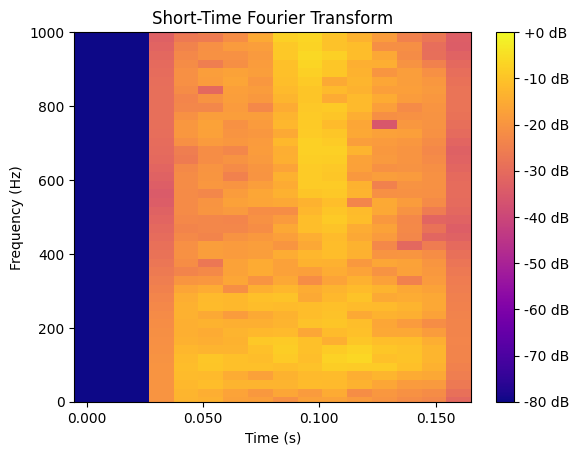 Short-Time Fourier Transform
Frequency (Hz)
1000
800
600
400
200
0
0.000
0.050
0.100
0.150
Time (s)
+0 dB
-10 dB
-20 dB
-30 dB
-40 dB
-50 dB
-60 dB
-70 dB
-80 dB